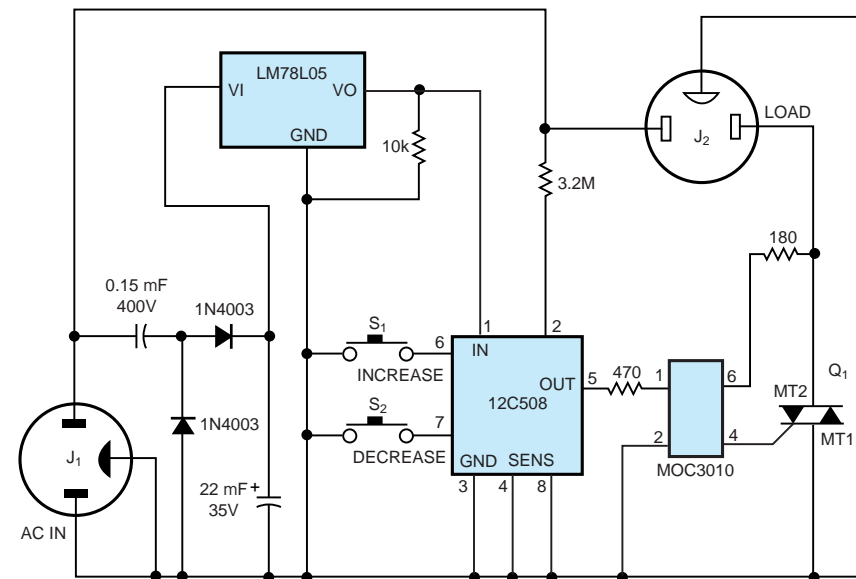 LM78L05
VI
VO
GND
10k
LOAD
J2
3.2M
180
0.15 mF
400V
1N4003
S1
6
INCREASE
1
2
IN
OUT
5
470
1
6
Q1
12C508
MT2
S2
7
DECREASE
1N4003
2
4
MT1
J1
GND
SENS
MOC3010
22 mF
+
35V
3
4
8
AC IN